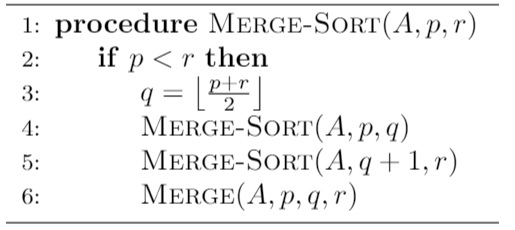 1: procedure MERGE-SORT(A, p, r)
2: if p < r then
3: q = ⌊(p+r)/2⌋
4: MERGE-SORT(A, p, q)
5: MERGE-SORT(A, q + 1, r)
6: MERGE(A, p, q, r)